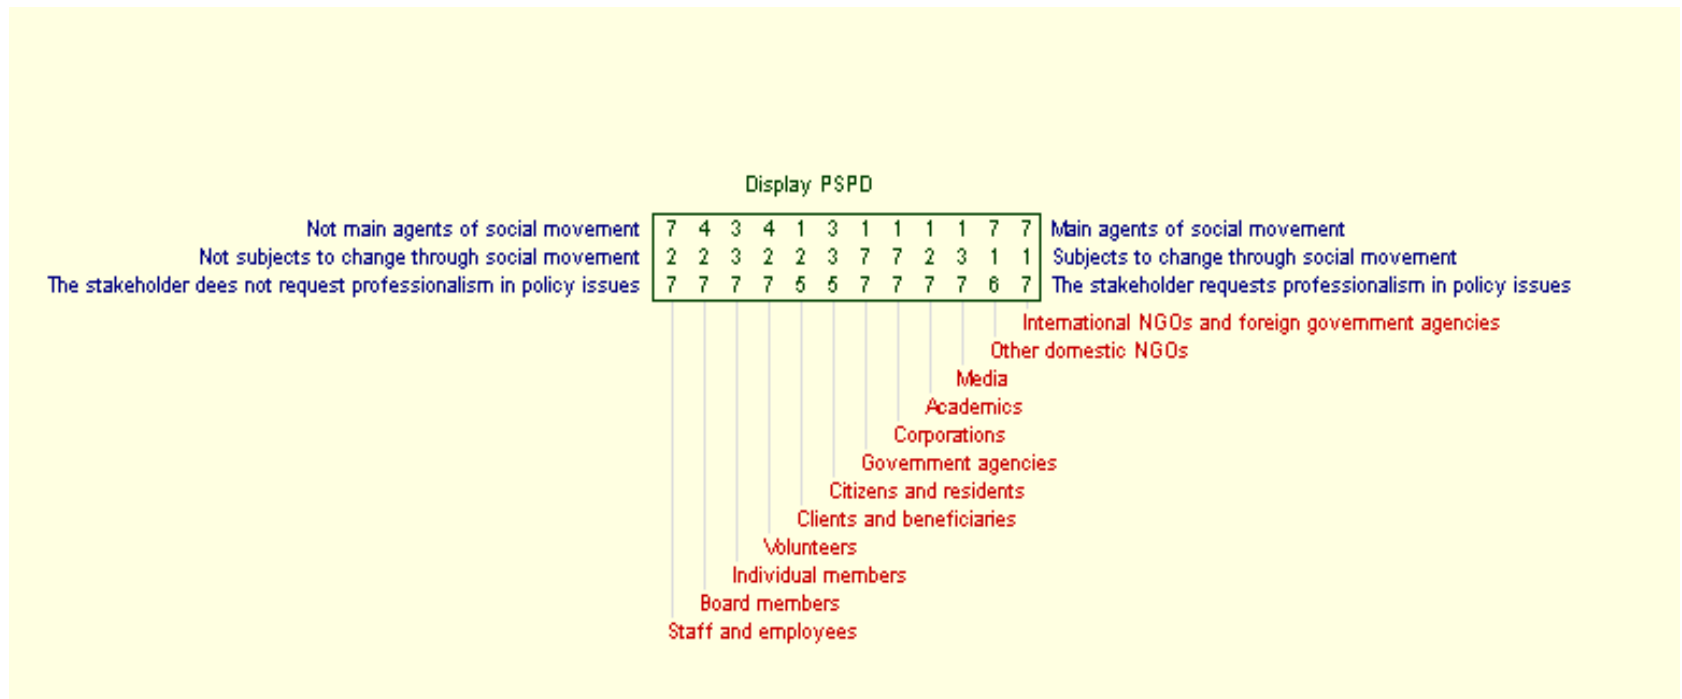 Display PSPD
Not main agents of social movement 7 4 3 4 1 3 1 1 1 1 7 7 Main agents of social movement
Not subjects to change through social movement 2 2 3 2 2 3 7 7 2 3 1 1 Subjects to change through social movement
The stakeholder dees not request professionalism in policy issues 7 7 7 7 5 5 7 7 7 7 6 7 The stakeholder requests professionalism in policy issues
International NGOs and foreign government agencies
Other domestic NGOs
Media
Academics
Corporations
Government agencies
Citizens and residents
Clients and beneficiaries
Volunteers
Individual members
Board members
Staff and employees